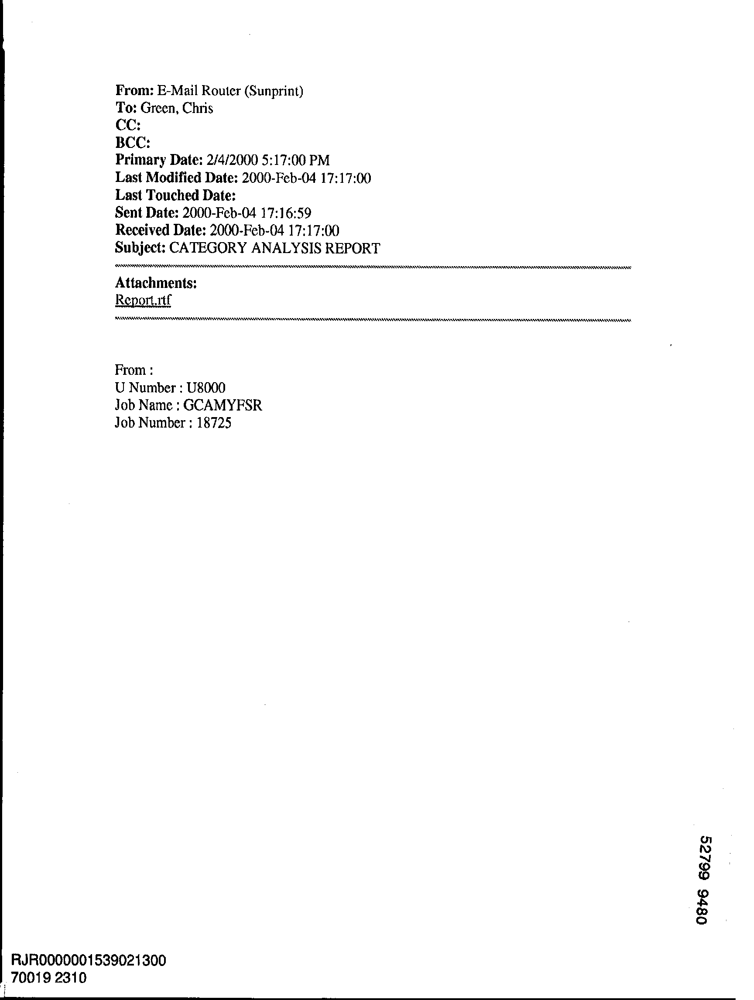 From: E-Mail Router (Sunprint)
To: Green, Chris
CC:
BCC:
Primary Date: 2/4/2000 5:17:00 PM
Last Modified Date: 2000-Feb-04 17:17:00
Last Touched Date:
Sent Date: 2000-Feb-04 17:16:59
Received Date: 2000-Feb-04 17:17:00
Subject: CATEGORY ANALYSIS REPORT
Attachments:
Report.rtf
From :
U Number : U8000
Job Name : GCAMYFSR
Job Number : 18725
52799 9480
RJR0000001539021300
70019 2310